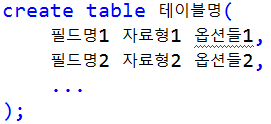 create table 테이블명(
필드명1 자료형1 옵션들1,
필드명2 자료형2 옵션들2,
...
);